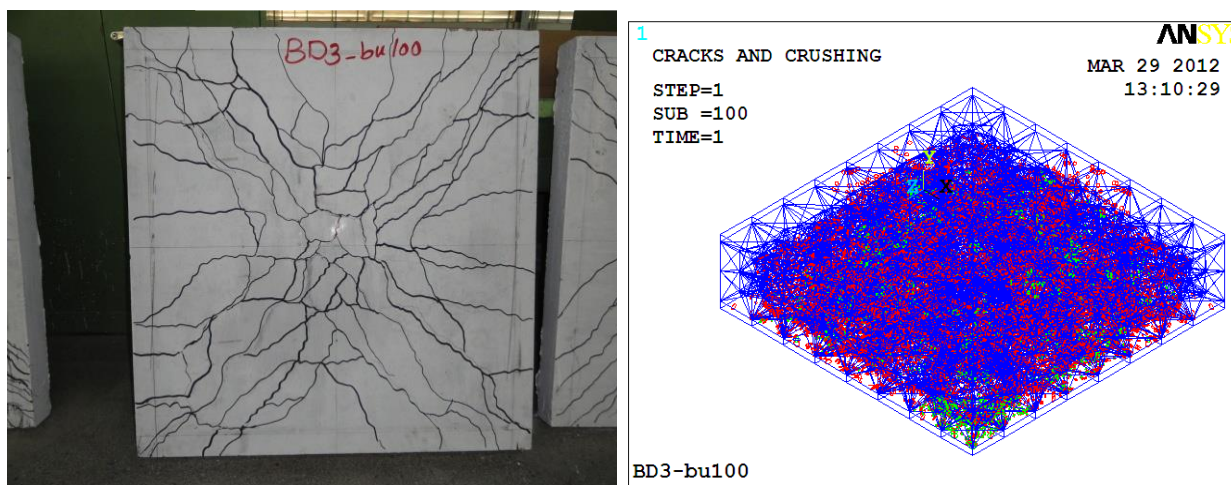 BD3-bu100
1
ANSYS
CRACKS AND CRUSHING
MAR 29 2012
STEP=1
13:10:29
SUB =100
TIME=1
Y
Z
X
BD3-bu100